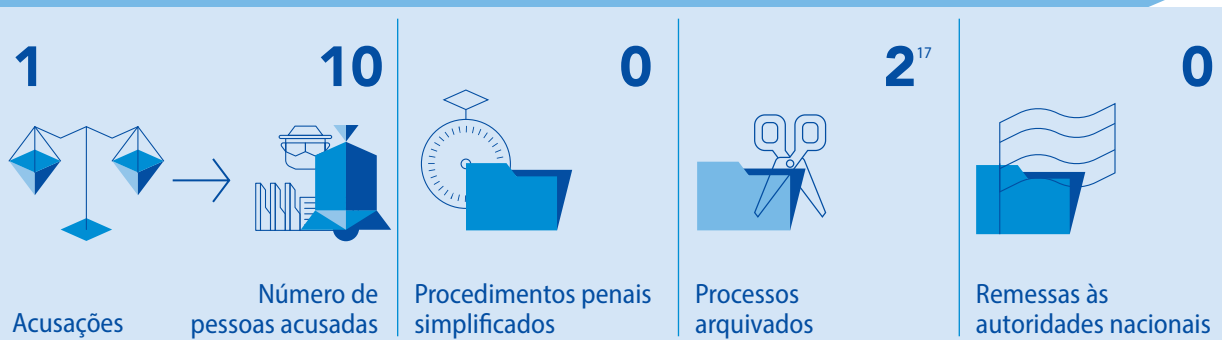 1
10
0
2¹⁷
0
Acusações
Número de
pessoas acusadas
Procedimentos penais
simplificados
Processos
arquivados
Remessas às
autoridades nacionais